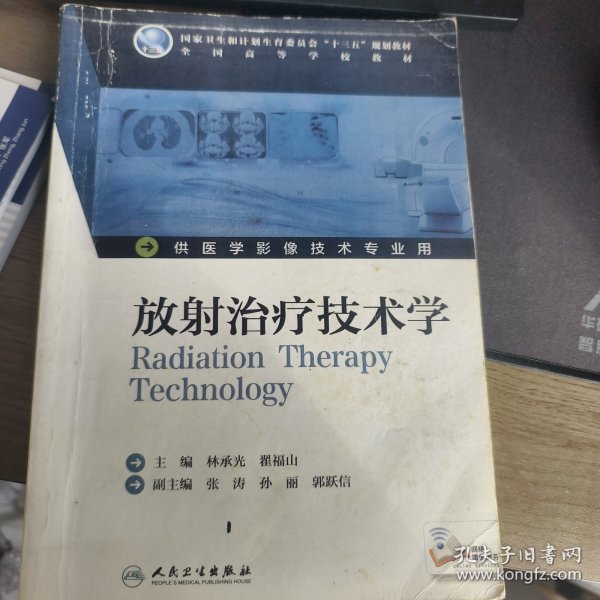 国家卫生和计划生育委员会“十三五”规划教材
全国高等学校教材
十三五
供医学影像技术专业用
放射治疗技术学
Radiation Therapy
Technology
主编 林承光 翟福山
副主编 张涛 孙丽 郭跃信
人民卫生出版社
PEOPLE'S MEDICAL PUBLISHING HOUSE
孔夫子旧书网
www.kongfz.com